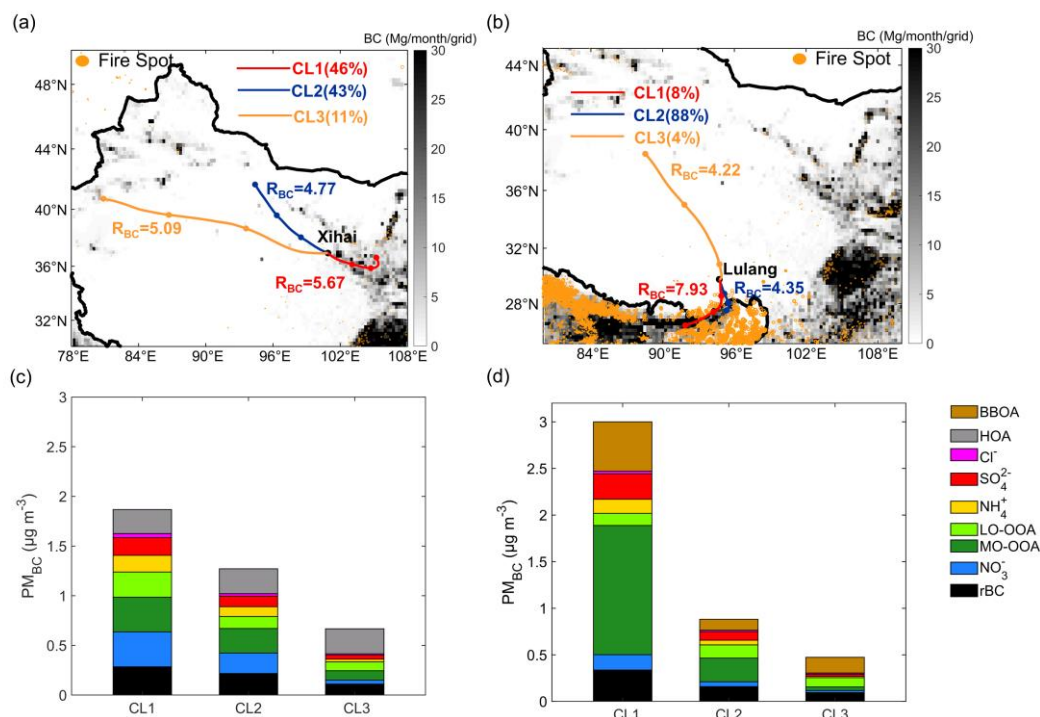 (a)
BC (Mg/month/grid)
Fire Spot
CL1(46%)
CL2(43%)
CL3(11%)
R_BC=4.77
R_BC=5.09
Xihai
R_BC=5.67
48°N
44°N
40°N
36°N
32°N
78°E 84°E 90°E 96°E 102°E 108°E
30
25
20
15
10
5
0
(b)
BC (Mg/month/grid)
Fire Spot
CL1(8%)
CL2(88%)
CL3(4%)
R_BC=4.22
Lulang
R_BC=7.93
R_BC=4.35
44°N
40°N
36°N
32°N
28°N
84°E 90°E 96°E 102°E 108°E
30
25
20
15
10
5
0
(c)
PM_BC (μg m⁻³)
3
2.5
2
1.5
1
0.5
0
CL1 CL2 CL3
(d)
PM_BC (μg m⁻³)
3
2.5
2
1.5
1
0.5
0
CL1 CL2 CL3
BBOA
HOA
Cl⁻
SO₄²⁻
NH₄⁺
LO-OOA
MO-OOA
NO₃⁻
rBC